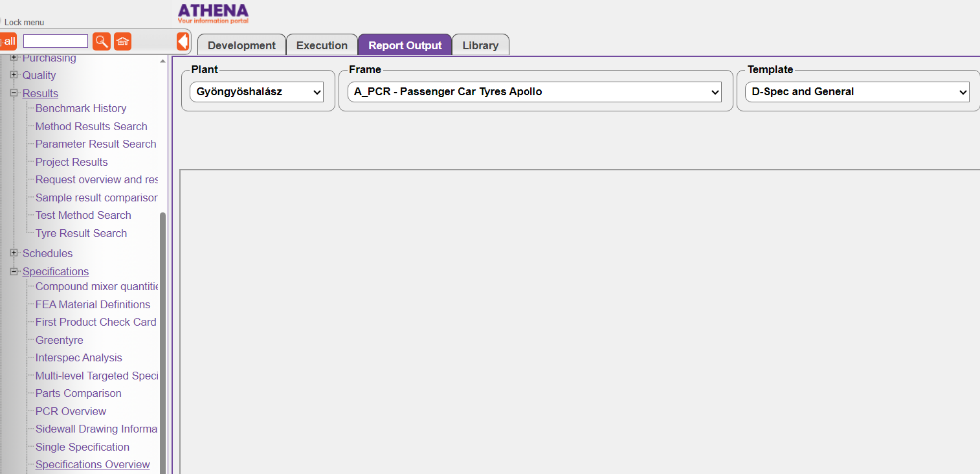 ATHENA
Your information portal
Lock menu
all
Development
Execution
Report Output
Library
Plant
Gyöngyöshalász
Frame
A_PCR - Passenger Car Tyres Apollo
Template
D-Spec and General
Purchasing
Quality
Results
Benchmark History
Method Results Search
Parameter Result Search
Project Results
Request overview and res
Sample result comparison
Test Method Search
Tyre Result Search
Schedules
Specifications
Compound mixer quantitie
FEA Material Definitions
First Product Check Card
Greentyre
Interspec Analysis
Multi-level Targeted Speci
Parts Comparison
PCR Overview
Sidewall Drawing Informa
Single Specification
Specifications Overview